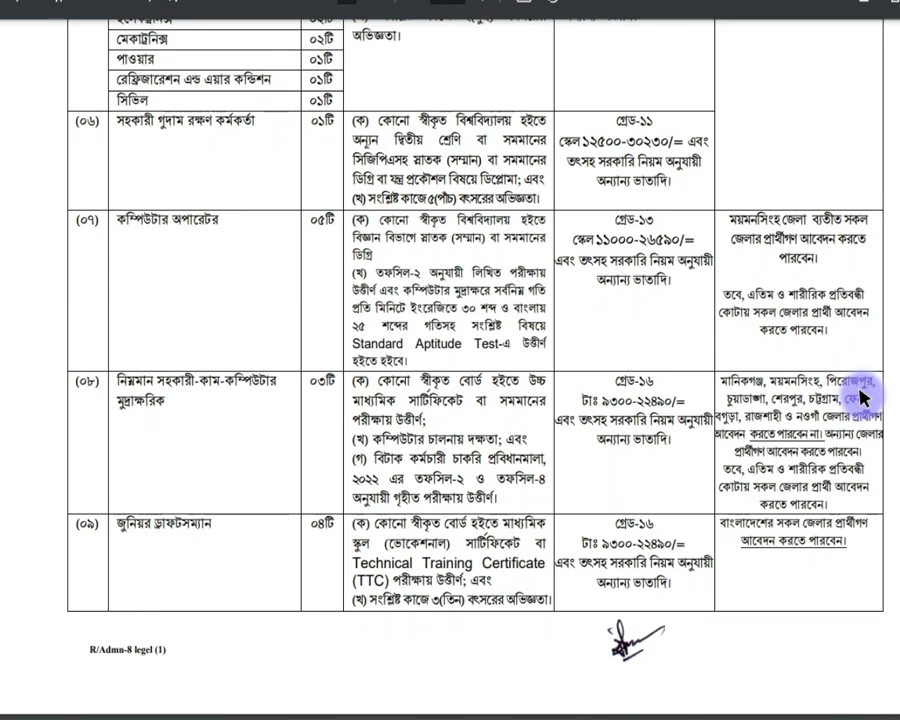 মেকাট্রনিক্স ০২টি অভিজ্ঞতা।
পাওয়ার ০১টি
রেফ্রিজারেশন এন্ড এয়ার কন্ডিশন ০১টি
সিভিল ০১টি
(০৬) সহকারী গুদাম রক্ষণ কর্মকর্তা ০১টি
(ক) কোনো স্বীকৃত বিশ্ববিদ্যালয় হইতে
অন্যূন দ্বিতীয় শ্রেণি বা সমমানের
সিজিপিএসহ স্নাতক (সম্মান) বা সমমানের
ডিগ্রি বা যন্ত্র প্রকৌশল বিষয়ে ডিপ্লোমা; এবং
(খ) সংশ্লিষ্ট কাজে ৫(পাঁচ) বৎসরের অভিজ্ঞতা।
গ্রেড-১১
স্কেল ১২৫০০-৩০২৩০/= এবং
তৎসহ সরকারি নিয়ম অনুযায়ী
অন্যান্য ভাতাদি।
(০৭) কম্পিউটার অপারেটর ০৫টি
(ক) কোনো স্বীকৃত বিশ্ববিদ্যালয় হইতে
বিজ্ঞান বিভাগে স্নাতক (সম্মান) বা সমমানের
ডিগ্রি
(খ) তফসিল-২ অনুযায়ী লিখিত পরীক্ষায়
উত্তীর্ণ এবং কম্পিউটার মুদ্রাক্ষরে সর্বনিম্ন গতি
প্রতি মিনিটে ইংরেজিতে ৩০ শব্দ ও বাংলায়
২৫ শব্দের গতিসহ সংশ্লিষ্ট বিষয়ে
Standard Aptitude Test-এ উত্তীর্ণ
হইতে হইবে।
গ্রেড-১৩
স্কেল ১১০০০-২৬৫৯০/=
এবং তৎসহ সরকারি নিয়ম অনুযায়ী
অন্যান্য ভাতাদি।
ময়মনসিংহ জেলা ব্যতীত সকল
জেলার প্রার্থীগণ আবেদন করতে
পারবেন।
তবে, এতিম ও শারীরিক প্রতিবন্ধী
কোটায় সকল জেলার প্রার্থী আবেদন
করতে পারবেন।
(০৮) নিম্নমান সহকারী-কাম-কম্পিউটার
মুদ্রাক্ষরিক
০৩টি
(ক) কোনো স্বীকৃত বোর্ড হইতে উচ্চ
মাধ্যমিক সার্টিফিকেট বা সমমানের
পরীক্ষায় উত্তীর্ণ;
(খ) কম্পিউটার চালনায় দক্ষতা; এবং
(গ) বিটাক কর্মচারী চাকরি প্রবিধানমালা,
২০২২ এর তফসিল-২ ও তফসিল-৪
অনুযায়ী গৃহীত পরীক্ষায় উত্তীর্ণ।
গ্রেড-১৬
টাঃ ৯৩০০-২২৪৯০/=
এবং তৎসহ সরকারি নিয়ম অনুযায়ী
অন্যান্য ভাতাদি।
মানিকগঞ্জ, ময়মনসিংহ, পিরোজপুর,
চুয়াডাঙ্গা, শেরপুর, চট্টগ্রাম,
বগুড়া, রাজশাহী ও নওগাঁ জেলার প্রার্থীগণ
আবেদন করতে পারবেন না। অন্যান্য জেলার
প্রার্থীগণ আবেদন করতে পারবেন।
তবে, এতিম ও শারীরিক প্রতিবন্ধী
কোটায় সকল জেলার প্রার্থী আবেদন
করতে পারবেন।
(০৯) জুনিয়র ড্রাফটসম্যান ০৪টি
(ক) কোনো স্বীকৃত বোর্ড হইতে মাধ্যমিক
স্কুল (ভোকেশনাল) সার্টিফিকেট বা
Technical Training Certificate
(TTC) পরীক্ষায় উত্তীর্ণ; এবং
(খ) সংশ্লিষ্ট কাজে ৩(তিন) বৎসরের অভিজ্ঞতা।
গ্রেড-১৬
টাঃ ৯৩০০-২২৪৯০/=
এবং তৎসহ সরকারি নিয়ম অনুযায়ী
অন্যান্য ভাতাদি।
বাংলাদেশের সকল জেলার প্রার্থীগণ
আবেদন করতে পারবেন।
R/Admn-8 legel (1)